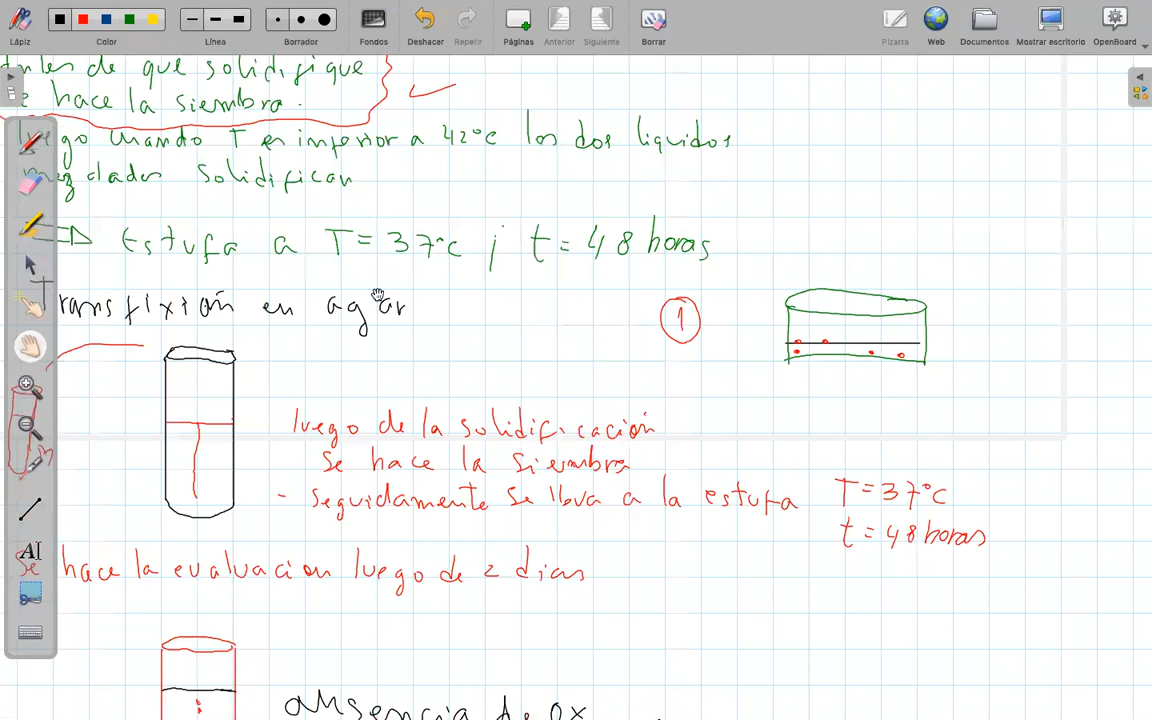 Lápiz
Color
Línea
Borrador
Fondos
Deshacer
Repetir
Páginas
Anterior
Siguiente
Borrar
Pizarra
Web
Documentos
Mostrar escritorio
OpenBoard
antes de que solidifique
se hace la siembra.
luego cuando T es inferior a 42°C los dos liquidos
mezclados solidifican
⇒ Estufa a T = 37°C ; t = 48 horas
Transfixión en agar
1
luego de la solidificación
se hace la siembra
- seguidamente se lleva a la estufa
T = 37°C
t = 48 horas
Se hace la evaluacion luego de 2 dias
ausencia de ox